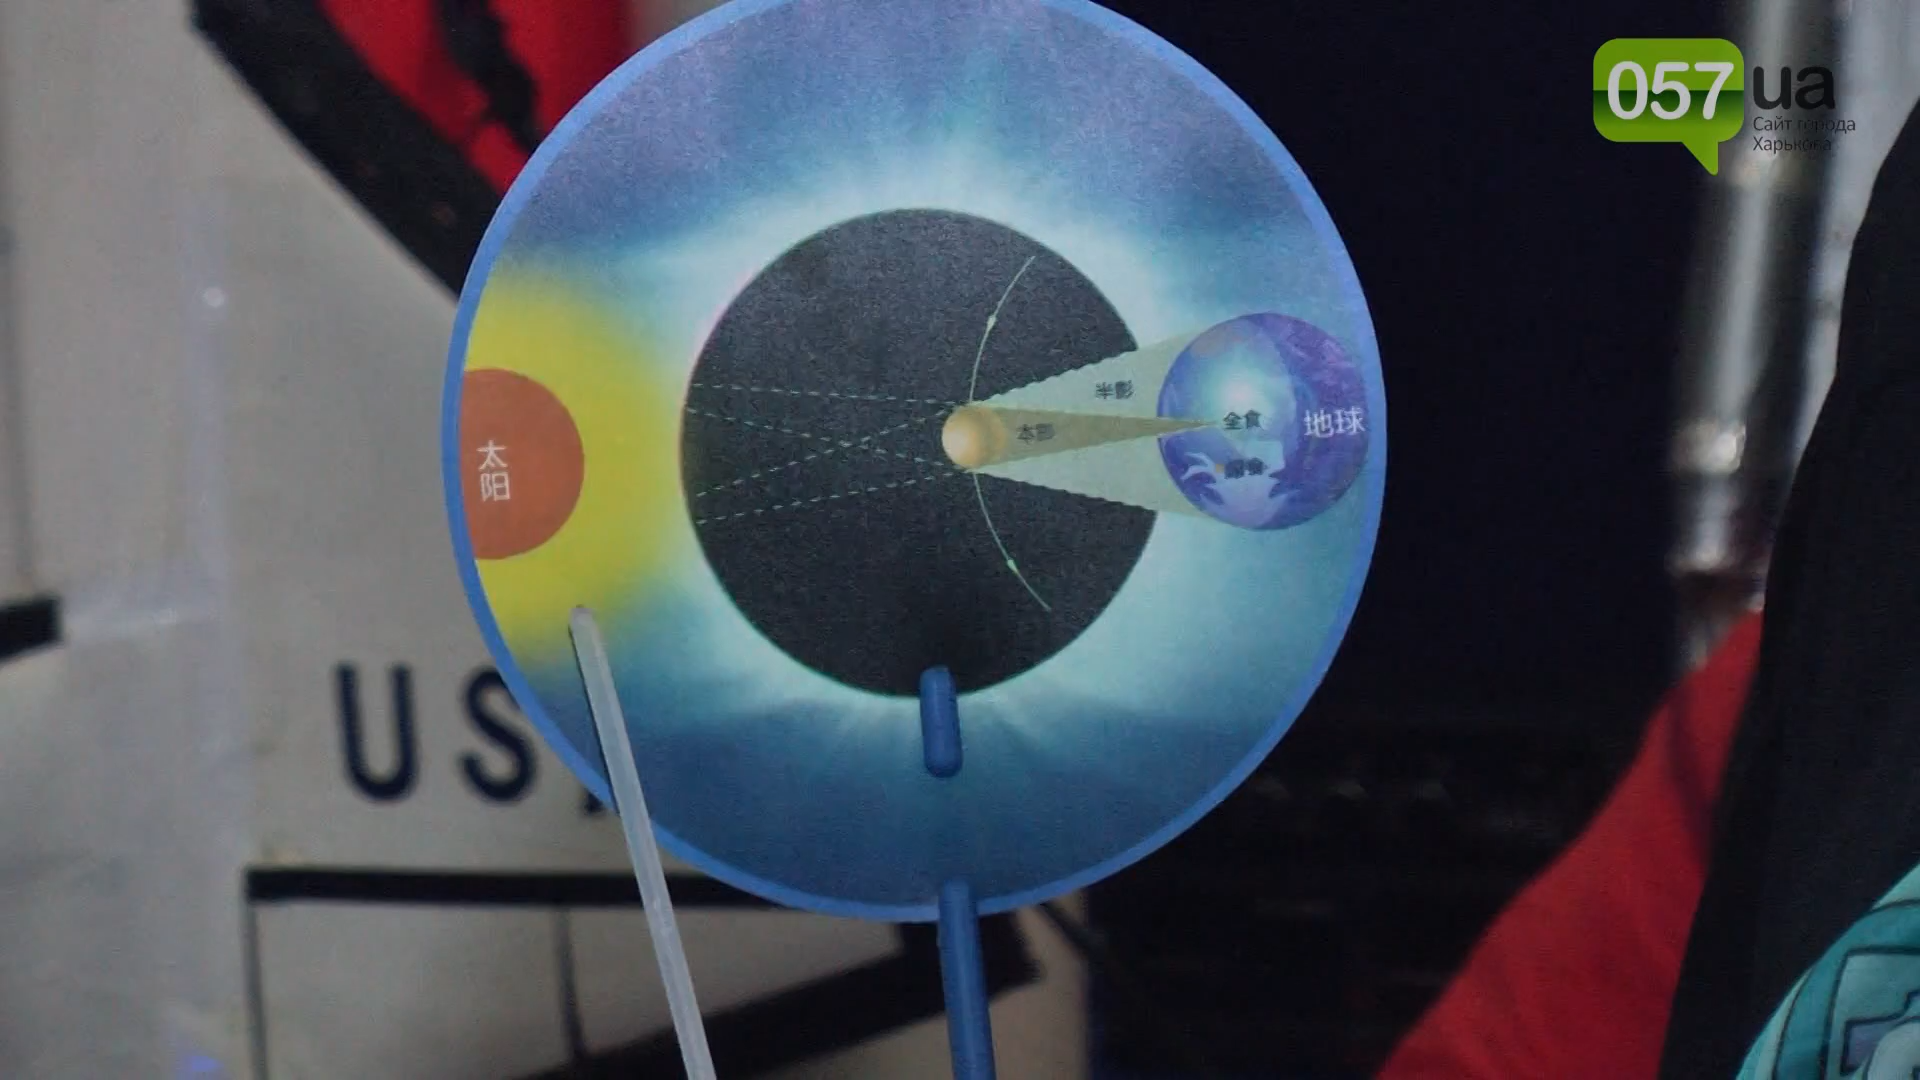 057 ua
Сайт города
Харькова
半影
本影
全食
地球
太
阳
US